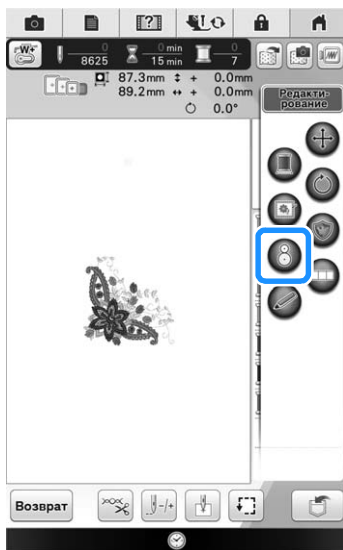 W+
0
8625
0 min
15 min
0
7
87.3mm ↕ + 0.0mm
89.2mm ↔ + 0.0mm
0.0°
Редакти-
рование
Возврат
-/+